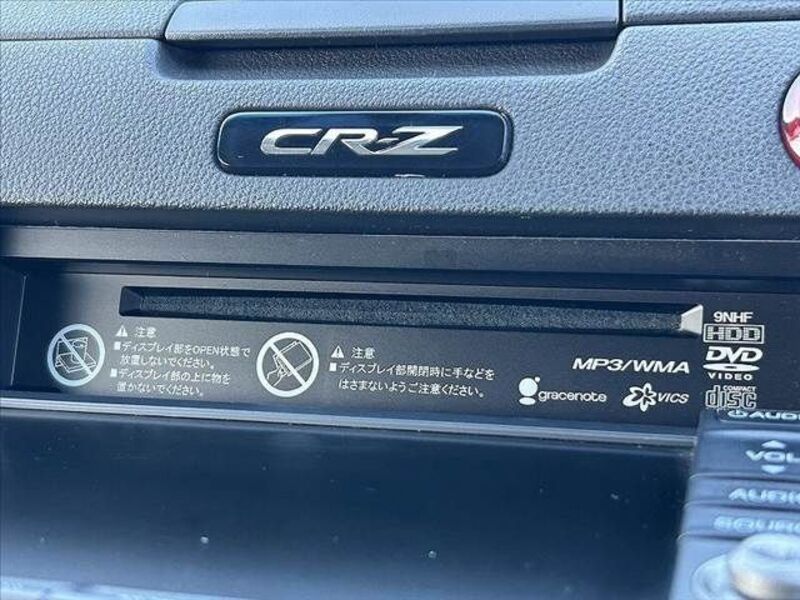 CR-Z
注意
■ディスプレイ部をOPEN状態で
放置しないでください。
■ディスプレイ部の上に物を
置かないでください。
注意
■ディスプレイ部開閉時に手などを
はさまないようご注意ください。
MP3/WMA
gracenote
VICS
9NHF
HDD
DVD
VIDEO
COMPACT
disc
AUDIO
VOL
AUDIO